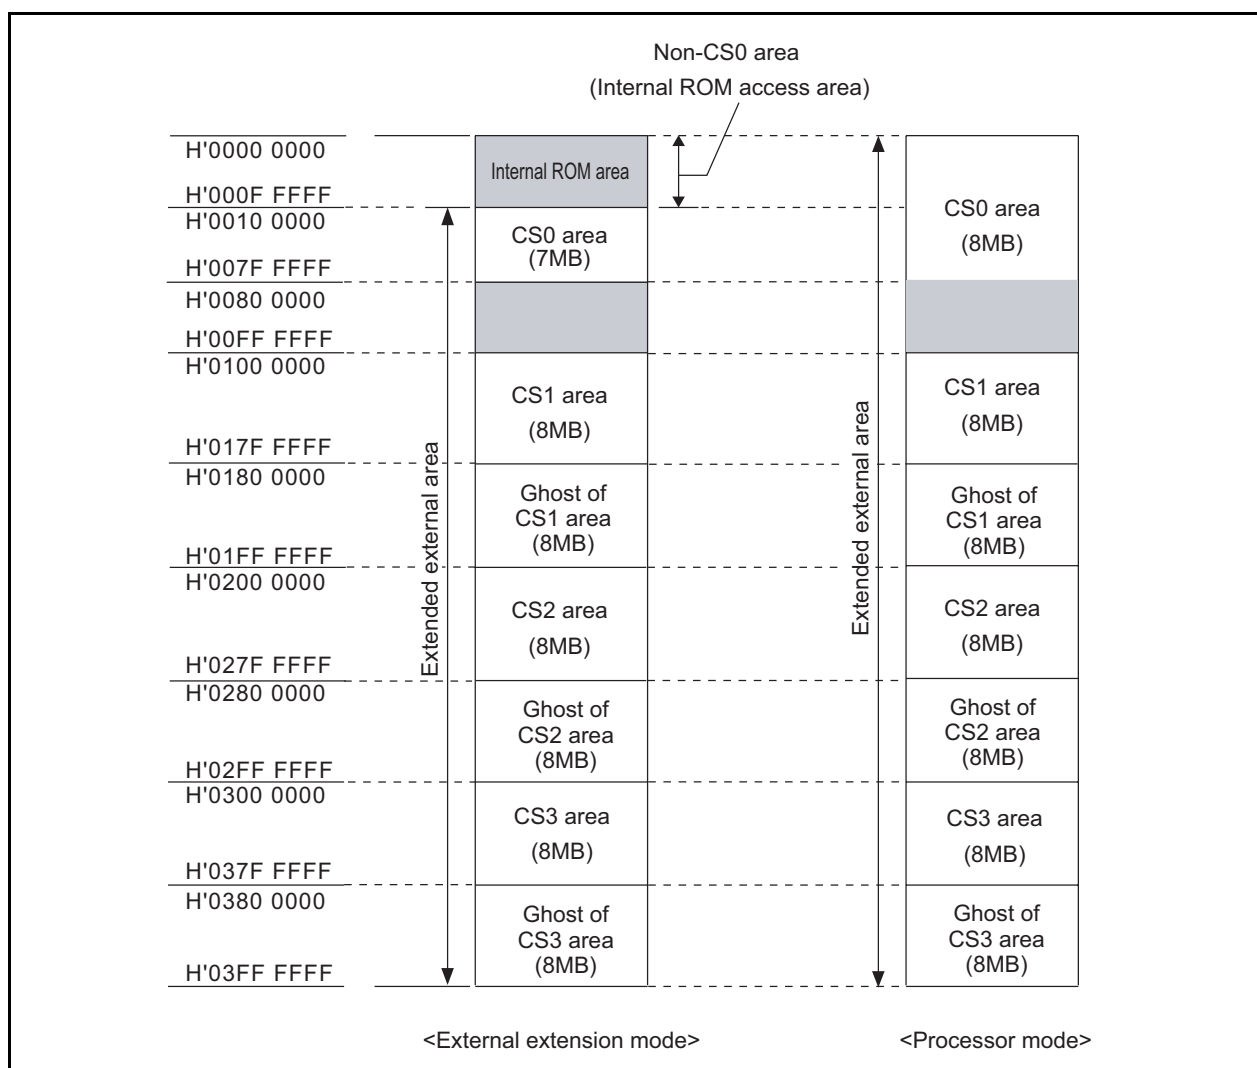 Non-CS0 area
(Internal ROM access area)
H'0000 0000
H'000F FFFF
H'0010 0000
H'007F FFFF
H'0080 0000
H'00FF FFFF
H'0100 0000
H'017F FFFF
H'0180 0000
H'01FF FFFF
H'0200 0000
H'027F FFFF
H'0280 0000
H'02FF FFFF
H'0300 0000
H'037F FFFF
H'0380 0000
H'03FF FFFF
Extended external area
Internal ROM area
CS0 area
(7MB)
CS1 area
(8MB)
Ghost of
CS1 area
(8MB)
CS2 area
(8MB)
Ghost of
CS2 area
(8MB)
CS3 area
(8MB)
Ghost of
CS3 area
(8MB)
<External extension mode>
Extended external area
CS0 area
(8MB)
CS1 area
(8MB)
Ghost of
CS1 area
(8MB)
CS2 area
(8MB)
Ghost of
CS2 area
(8MB)
CS3 area
(8MB)
Ghost of
CS3 area
(8MB)
<Processor mode>